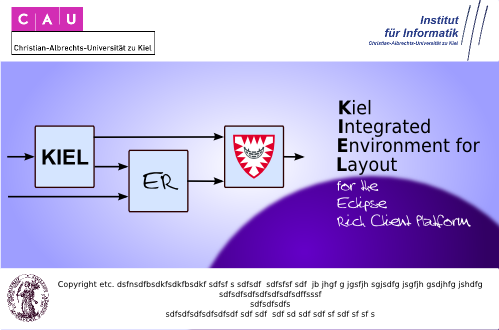 C A U
Christian-Albrechts-Universität zu Kiel
Institut
für Informatik
Christian-Albrechts-Universität zu Kiel
Kiel
Integrated
Environment for
Layout
for the
Eclipse
Rich Client Platform
KIEL
ER
Copyright etc. dsfnsdfbsdkfsdkfbsdkf sdfsf s sdfsdf sdfsfsf sdf jb jhgf g jgsfjh sgjsdfg jsgfjh gsdjhfg jshdfg
sdfsdfsdfsdfsdfsdfsdffsssf
sdfsdfsdfs
sdfsdfsdfsdfsdfsdf sdf sdf sdf sd sdf sdf sf sdf sf sf s